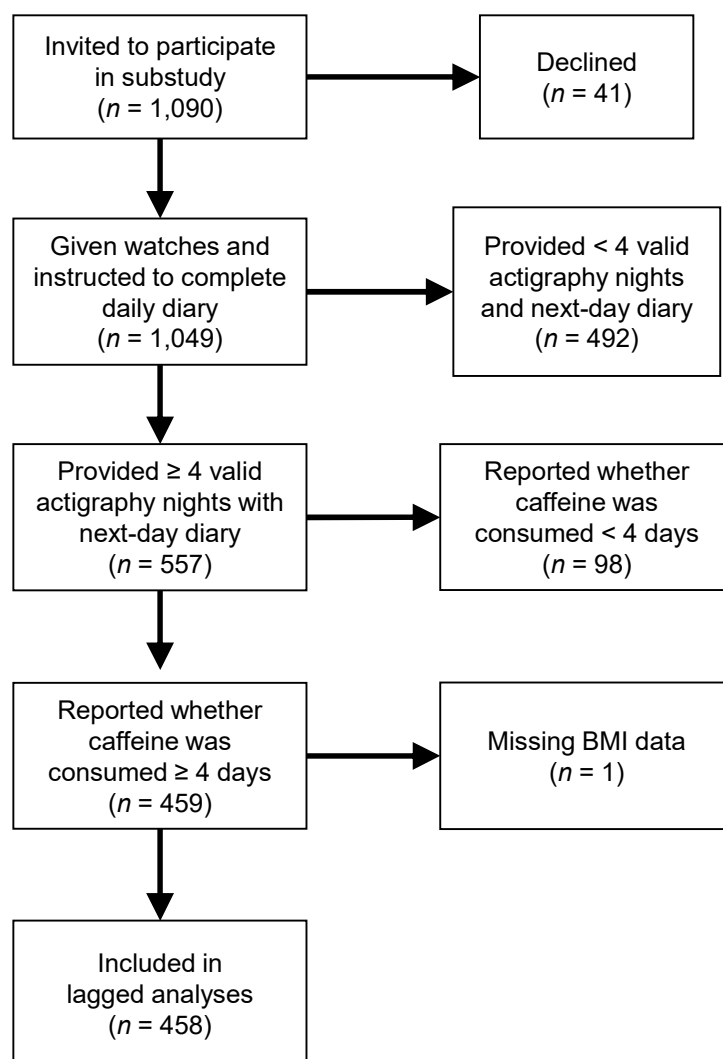 Invited to participate
in substudy
(n = 1,090)
Declined
(n = 41)
Given watches and
instructed to complete
daily diary
(n = 1,049)
Provided < 4 valid
actigraphy nights
and next-day diary
(n = 492)
Provided ≥ 4 valid
actigraphy nights with
next-day diary
(n = 557)
Reported whether
caffeine was
consumed < 4 days
(n = 98)
Reported whether
caffeine was
consumed ≥ 4 days
(n = 459)
Missing BMI data
(n = 1)
Included in
lagged analyses
(n = 458)